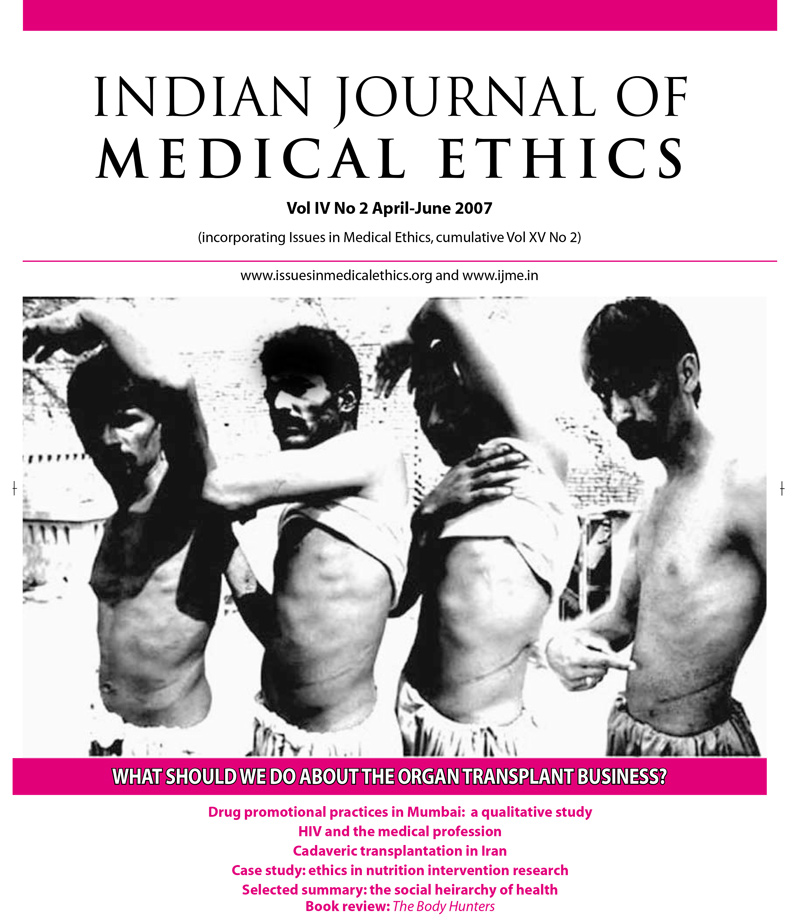 INDIAN JOURNAL OF
MEDICAL ETHICS
Vol IV No 2 April-June 2007
(incorporating Issues in Medical Ethics, cumulative Vol XV No 2)
www.issuesinmedicalethics.org and www.ijme.in
WHAT SHOULD WE DO ABOUT THE ORGAN TRANSPLANT BUSINESS?
Drug promotional practices in Mumbai: a qualitative study
HIV and the medical profession
Cadaveric transplantation in Iran
Case study: ethics in nutrition intervention research
Selected summary: the social heirarchy of health
Book review: The Body Hunters